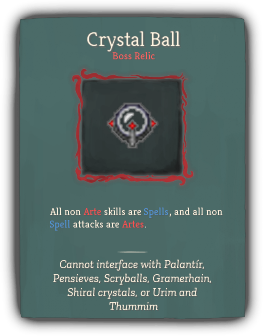 Crystal Ball
Boss Relic
All non Arte skills are Spells, and all non
Spell attacks are Artes.
Cannot interface with Palantír,
Pensieves, Scryballs, Gramerhain,
Shiral crystals, or Urim and
Thummim